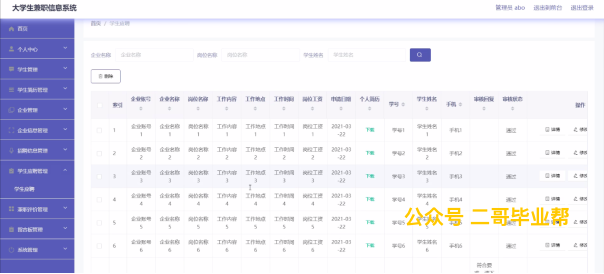 大学生兼职信息系统
管理员 abo 退出到前台 退出登录
首页
个人中心
学生管理
学生简历管理
企业管理
企业信息管理
招聘信息管理
学生应聘管理
学生应聘
兼职评价管理
留言板管理
系统管理
首页 / 学生应聘
企业名称 企业名称 岗位名称 岗位名称 学生姓名 学生姓名
删除
索引 企业账号 企业名称 岗位名称 工作内容 工作地点 工作时间 岗位工资 申请日期 个人简历 学号 学生姓名 手机 审核回复 审核状态 操作
1 企业账号1 企业名称1 岗位名称1 工作内容1 工作地点1 工作时间1 岗位工资1 2021-03-22 下载 学号1 学生姓名1 手机1 通过 详情 修改
2 企业账号2 企业名称2 岗位名称2 工作内容2 工作地点2 工作时间2 岗位工资2 2021-03-22 下载 学号2 学生姓名2 手机2 通过 详情 修改
3 企业账号3 企业名称3 岗位名称3 工作内容3 工作地点3 工作时间3 岗位工资3 2021-03-22 下载 学号3 学生姓名3 手机3 通过 详情 修改
4 企业账号4 企业名称4 岗位名称4 工作内容4 工作地点4 工作时间4 岗位工资4 2021-03-22 下载 学号4 学生姓名4 手机4 通过 详情 修改
5 企业账号5 企业名称5 岗位名称5 工作内容5 工作地点5 工作时间5 岗位工资5 2021-03-22 下载 学号5 学生姓名5 手机5 通过 详情 修改
6 企业账号6 企业名称6 岗位名称6 工作内容6 工作地点6 工作时间6 岗位工资6 2021-03-22 下载 学号6 学生姓名6 手机6 通过 详情 修改
符合要
公众号 二哥毕业帮